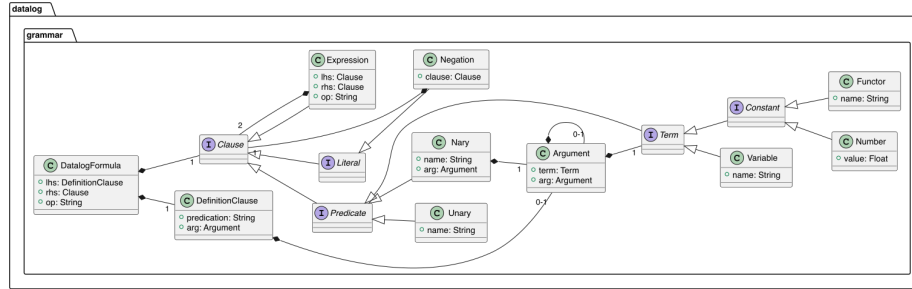 datalog
grammar
C Expression
lhs: Clause
rhs: Clause
op: String
C Negation
clause: Clause
C Functor
name: String
I Constant
2
I Clause
1
1
I Literal
C Nary
name: String
arg: Argument
1
0-1
C Argument
term: Term
arg: Argument
0-1
1
I Term
C Number
value: Float
C Variable
name: String
C DatalogFormula
lhs: DefinitionClause
rhs: Clause
op: String
1
C DefinitionClause
predication: String
arg: Argument
I Predicate
C Unary
name: String